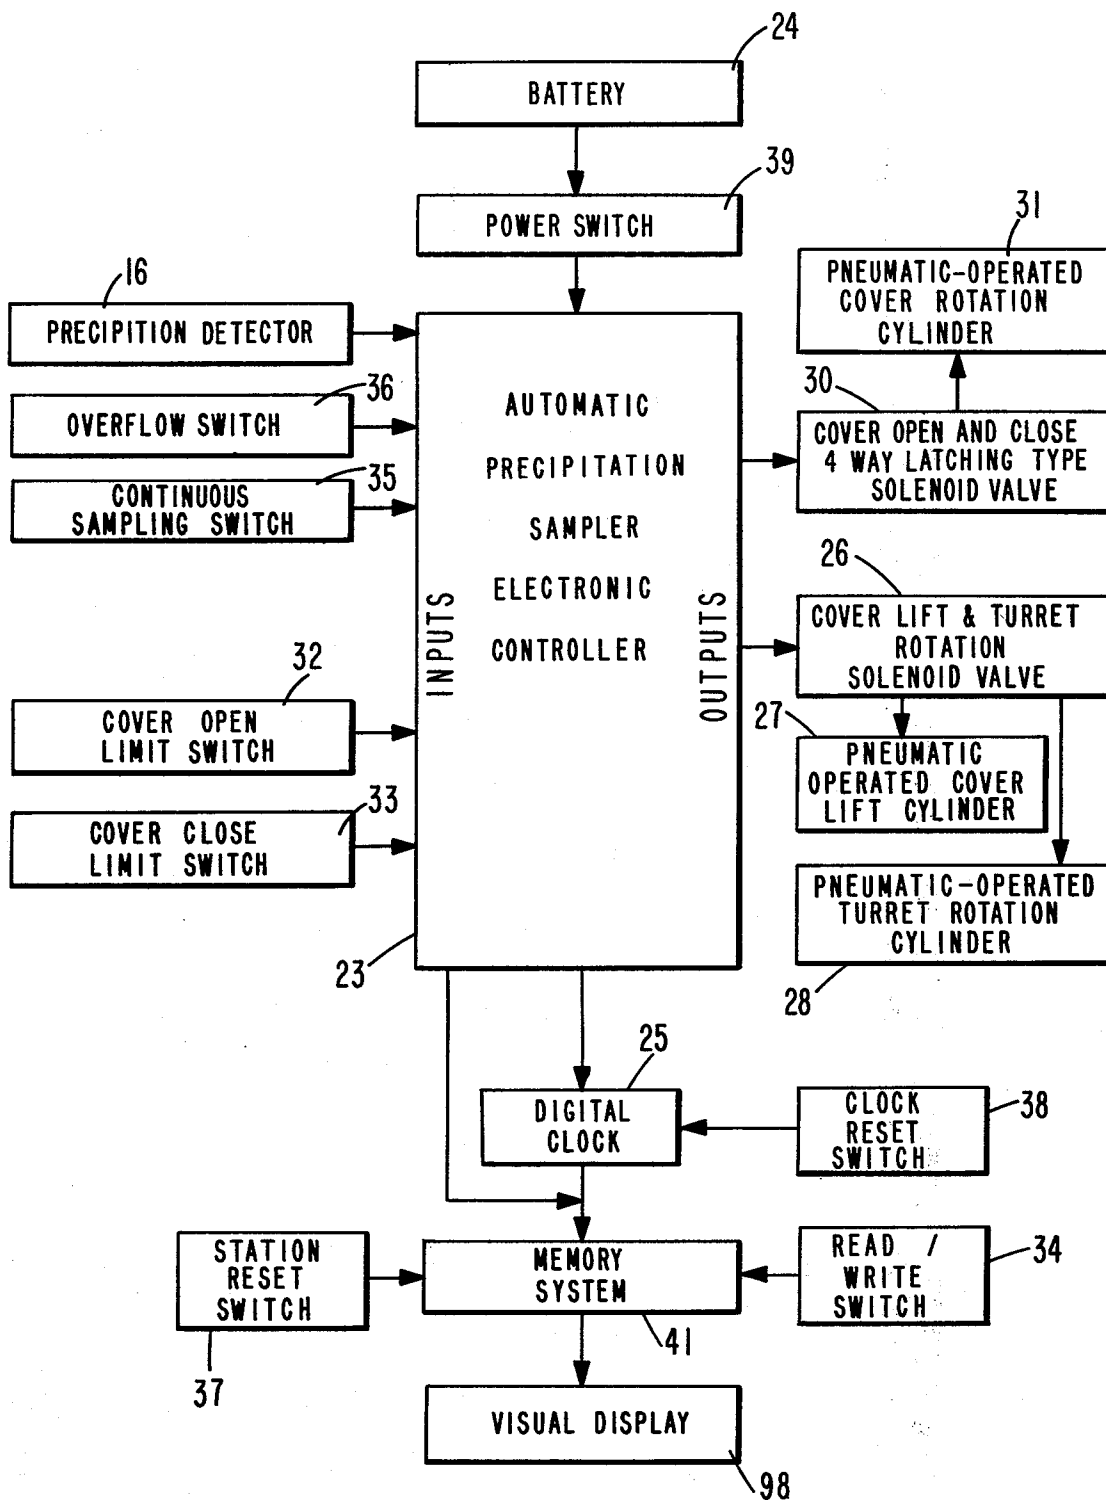 24
BATTERY
39
POWER SWITCH
31
PNEUMATIC-OPERATED
COVER ROTATION
CYLINDER
16
PRECIPITION DETECTOR
36
OVERFLOW SWITCH
35
CONTINUOUS
SAMPLING SWITCH
30
COVER OPEN AND CLOSE
4 WAY LATCHING TYPE
SOLENOID VALVE
AUTOMATIC
PRECIPITATION
SAMPLER
ELECTRONIC
CONTROLLER
INPUTS
OUTPUTS
26
COVER LIFT & TURRET
ROTATION
SOLENOID VALVE
32
COVER OPEN
LIMIT SWITCH
27
PNEUMATIC
OPERATED COVER
LIFT CYLINDER
33
COVER CLOSE
LIMIT SWITCH
PNEUMATIC-OPERATED
TURRET ROTATION
CYLINDER
28
23
25
DIGITAL
CLOCK
CLOCK
RESET
SWITCH
38
STATION
RESET
SWITCH
37
MEMORY
SYSTEM
41
READ /
WRITE
SWITCH
34
VISUAL DISPLAY
98